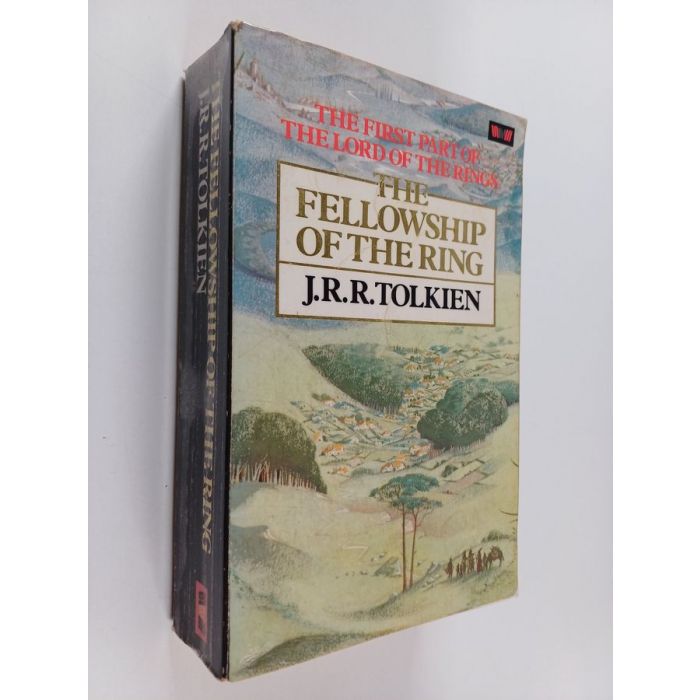 THE FIRST PART OF
THE LORD OF THE RINGS
THE
FELLOWSHIP
OF THE RING
J.R.R.TOLKIEN
THE FELLOWSHIP OF THE RING
J.R.R.TOLKIEN